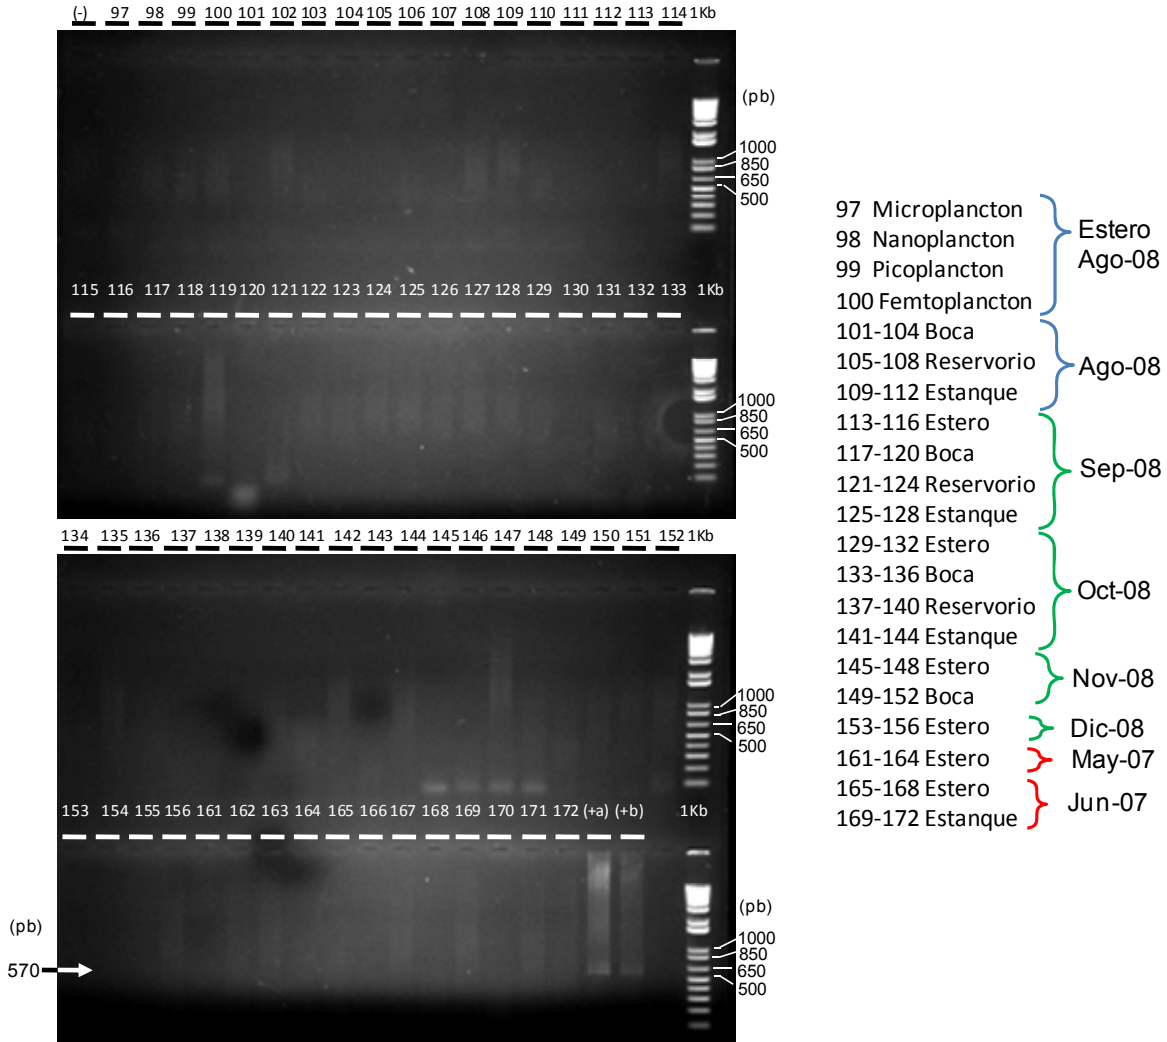 (-) 97 98 99 100 101 102 103 104 105 106 107 108 109 110 111 112 113 114 1Kb
(pb)
1000
850
650
500
115 116 117 118 119 120 121 122 123 124 125 126 127 128 129 130 131 132 133 1Kb
1000
850
650
500
134 135 136 137 138 139 140 141 142 143 144 145 146 147 148 149 150 151 152 1Kb
1000
850
650
500
153 154 155 156 161 162 163 164 165 166 167 168 169 170 171 172 (+a) (+b) 1Kb
(pb)
(pb)
1000
850
650
500
570
97 Microplancton
98 Nanoplancton
99 Picoplancton
100 Femtoplancton
Estero
Ago-08
101-104 Boca
105-108 Reservorio
109-112 Estanque
Ago-08
113-116 Estero
117-120 Boca
121-124 Reservorio
125-128 Estanque
Sep-08
129-132 Estero
133-136 Boca
137-140 Reservorio
141-144 Estanque
Oct-08
145-148 Estero
149-152 Boca
Nov-08
153-156 Estero
Dic-08
161-164 Estero
May-07
165-168 Estero
169-172 Estanque
Jun-07